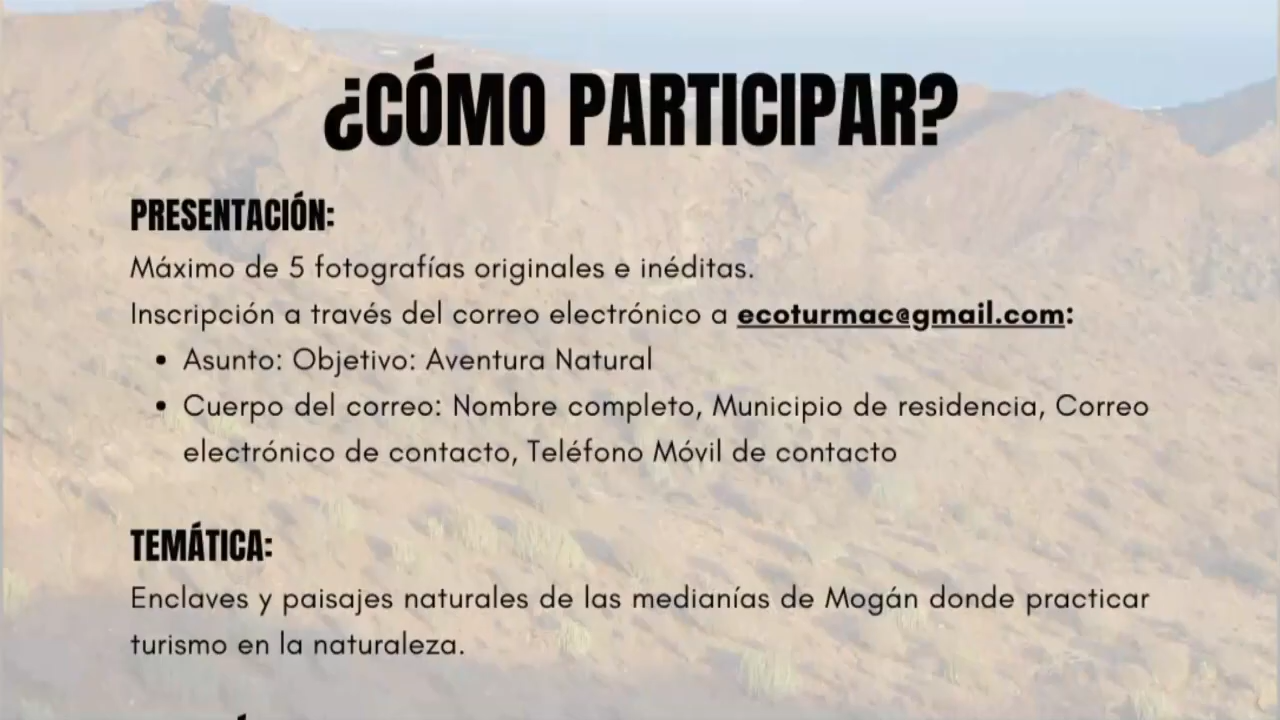 ¿CÓMO PARTICIPAR?
PRESENTACIÓN:
Máximo de 5 fotografías originales e inéditas.
Inscripción a través del correo electrónico a ecoturmac@gmail.com:
• Asunto: Objetivo: Aventura Natural
• Cuerpo del correo: Nombre completo, Municipio de residencia, Correo
electrónico de contacto, Teléfono Móvil de contacto
TEMÁTICA:
Enclaves y paisajes naturales de las medianías de Mogán donde practicar
turismo en la naturaleza.